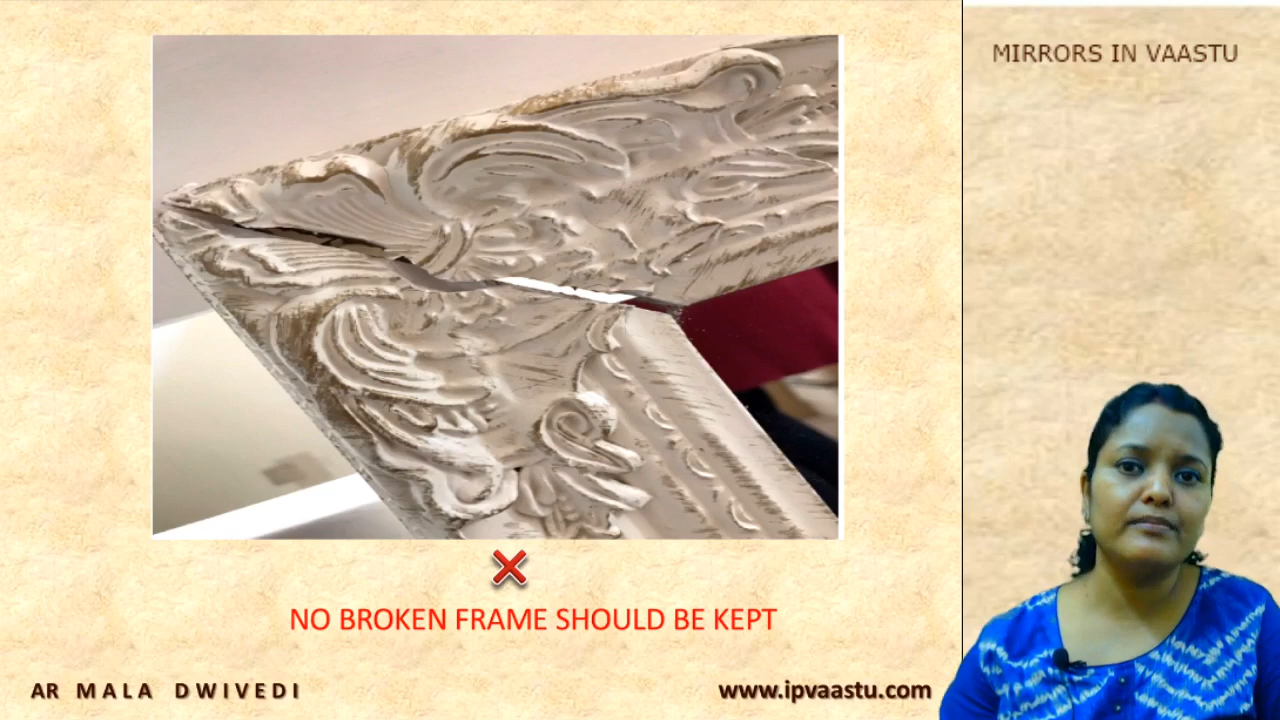 MIRRORS IN VAASTU
NO BROKEN FRAME SHOULD BE KEPT
AR MALA DWIVEDI
www.ipvaastu.com